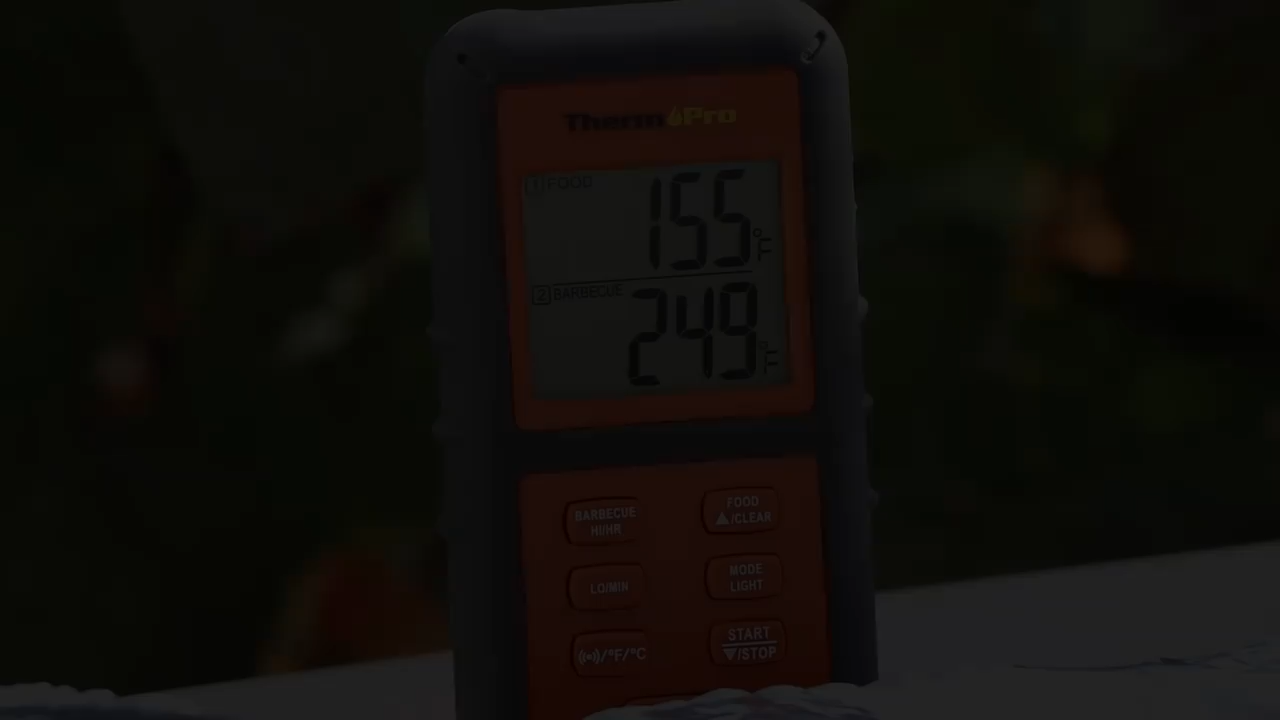 ThermoPro
1 FOOD
155 °F
2 BARBECUE
249 °F
BARBECUE
HI/HR
FOOD
▲/CLEAR
LO/MIN
MODE
LIGHT
((•))/°F/°C
START
▼/STOP